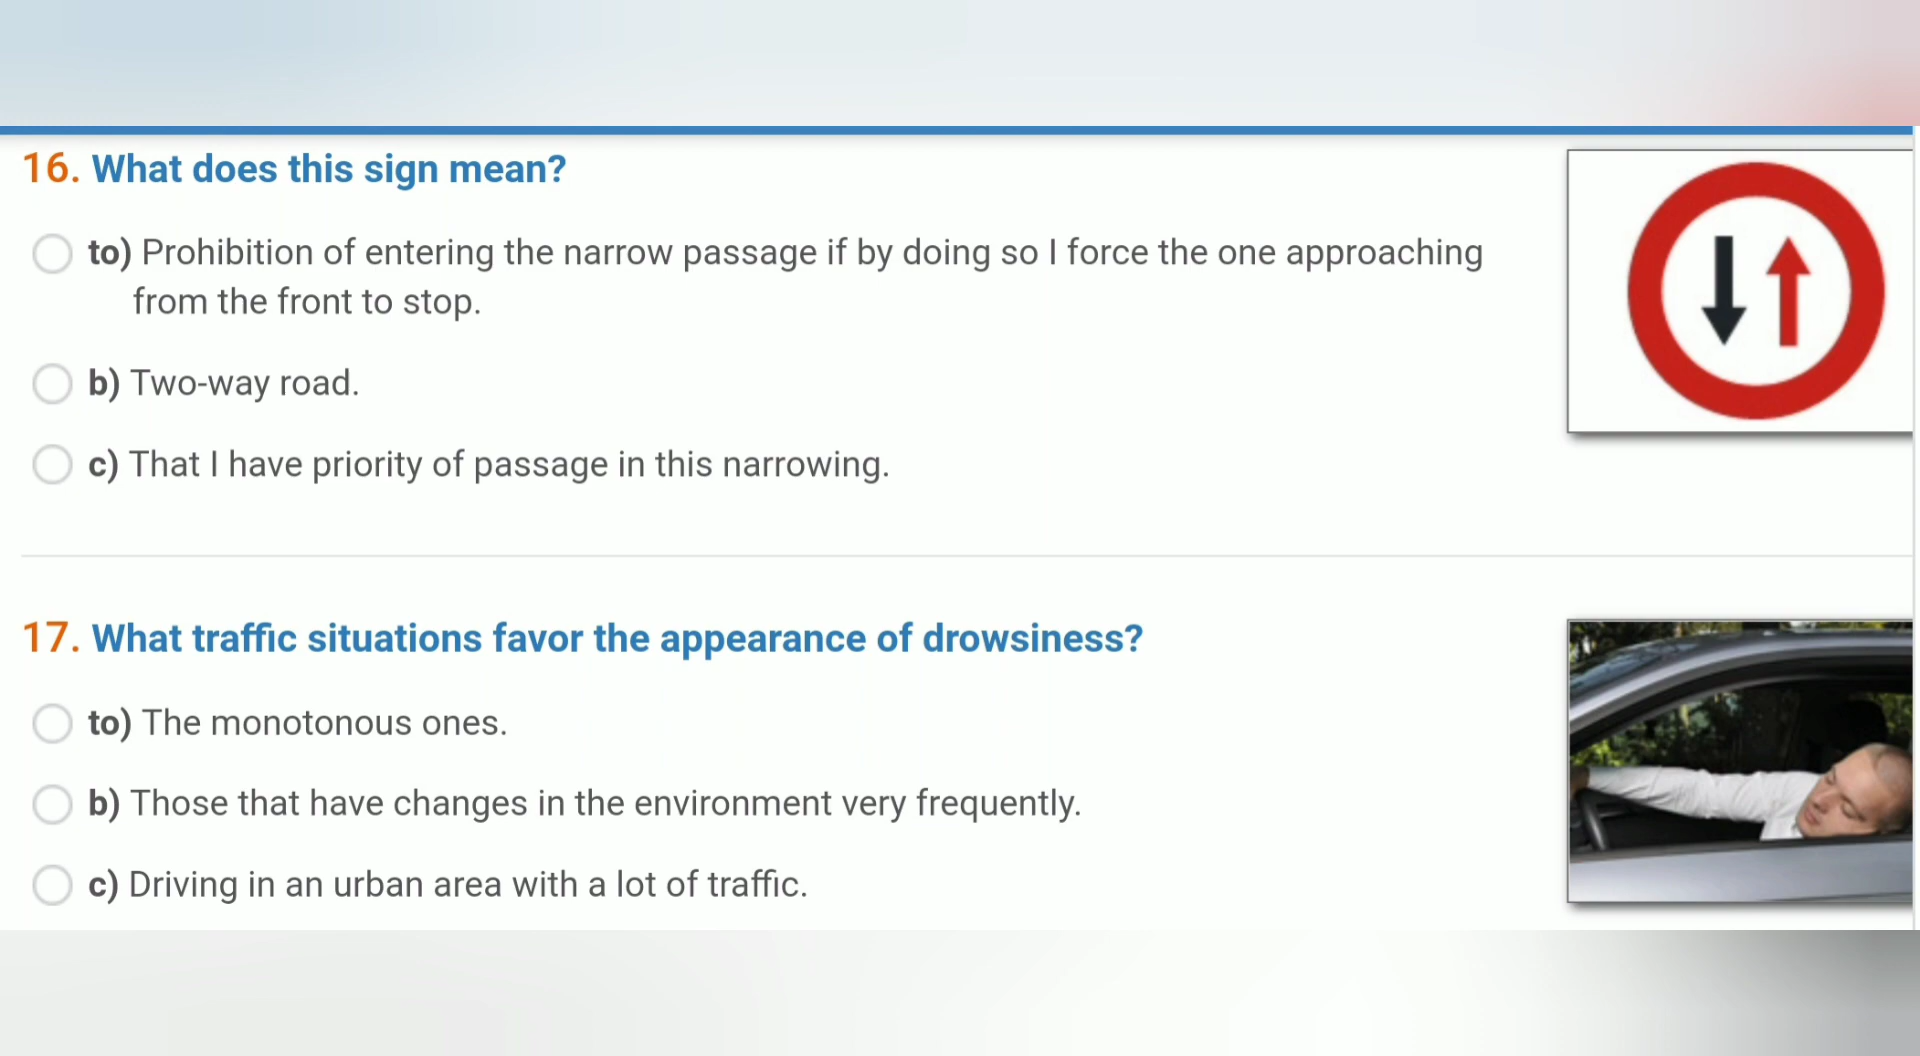 16. What does this sign mean?
to) Prohibition of entering the narrow passage if by doing so I force the one approaching
from the front to stop.
b) Two-way road.
c) That I have priority of passage in this narrowing.
17. What traffic situations favor the appearance of drowsiness?
to) The monotonous ones.
b) Those that have changes in the environment very frequently.
c) Driving in an urban area with a lot of traffic.